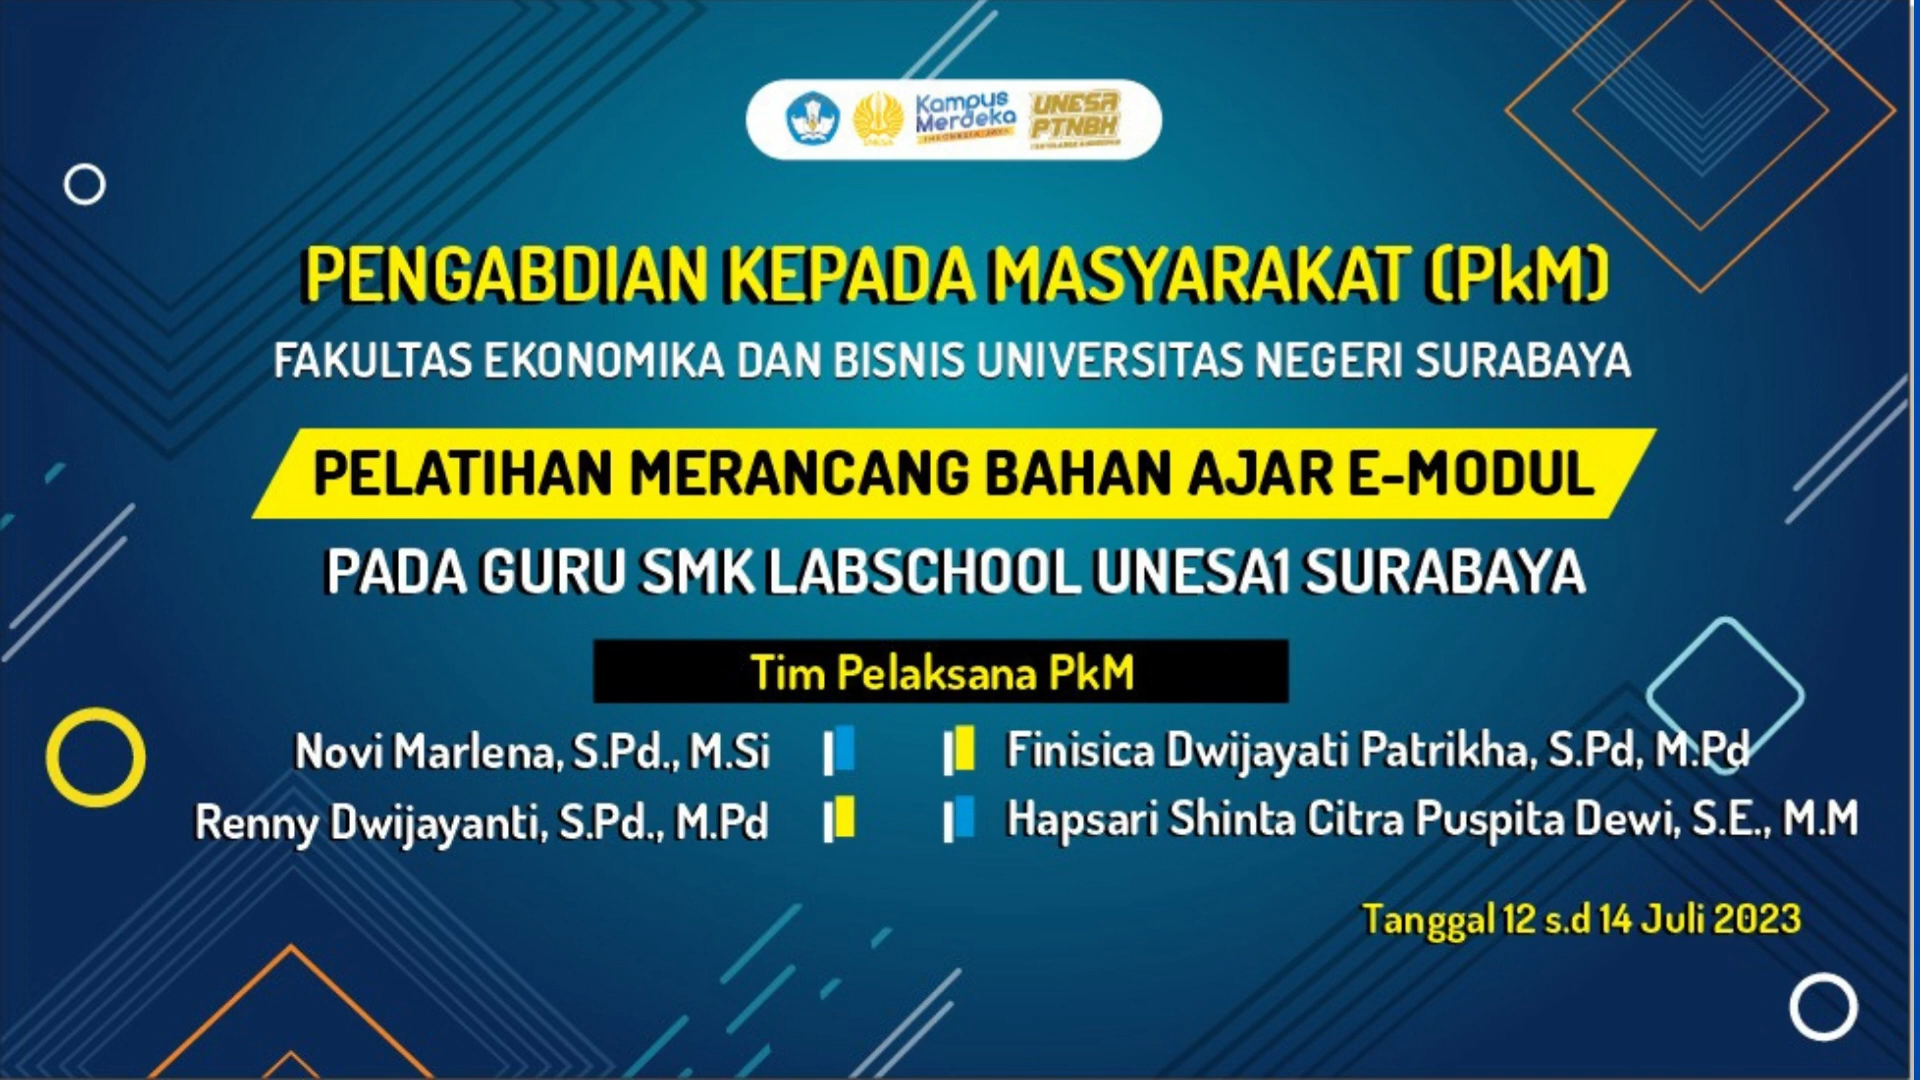 Kampus
Merdeka
UNESA
PTNBH
PENGABDIAN KEPADA MASYARAKAT (PkM)
FAKULTAS EKONOMIKA DAN BISNIS UNIVERSITAS NEGERI SURABAYA
PELATIHAN MERANCANG BAHAN AJAR E-MODUL
PADA GURU SMK LABSCHOOL UNESA1 SURABAYA
Tim Pelaksana PkM
Novi Marlena, S.Pd., M.Si
Finisica Dwijayati Patrikha, S.Pd, M.Pd
Renny Dwijayanti, S.Pd., M.Pd
Hapsari Shinta Citra Puspita Dewi, S.E., M.M
Tanggal 12 s.d 14 Juli 2023